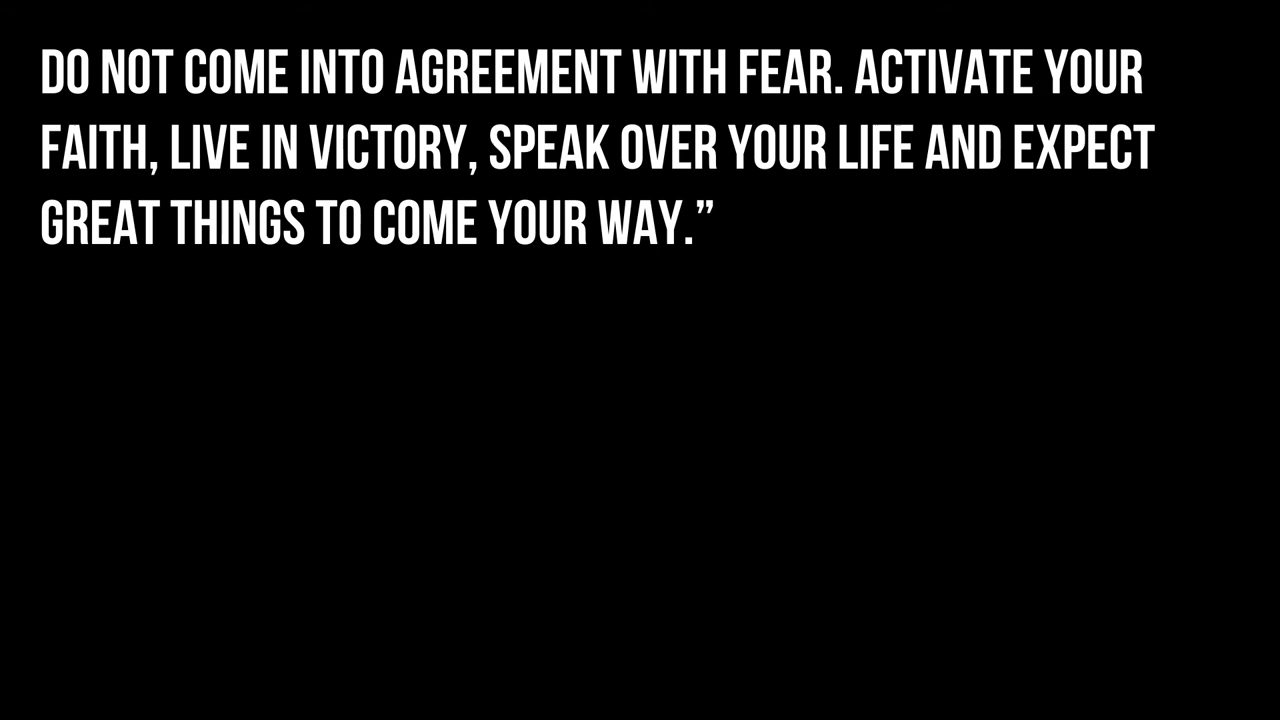 DO NOT COME INTO AGREEMENT WITH FEAR. ACTIVATE YOUR
FAITH, LIVE IN VICTORY, SPEAK OVER YOUR LIFE AND EXPECT
GREAT THINGS TO COME YOUR WAY.”